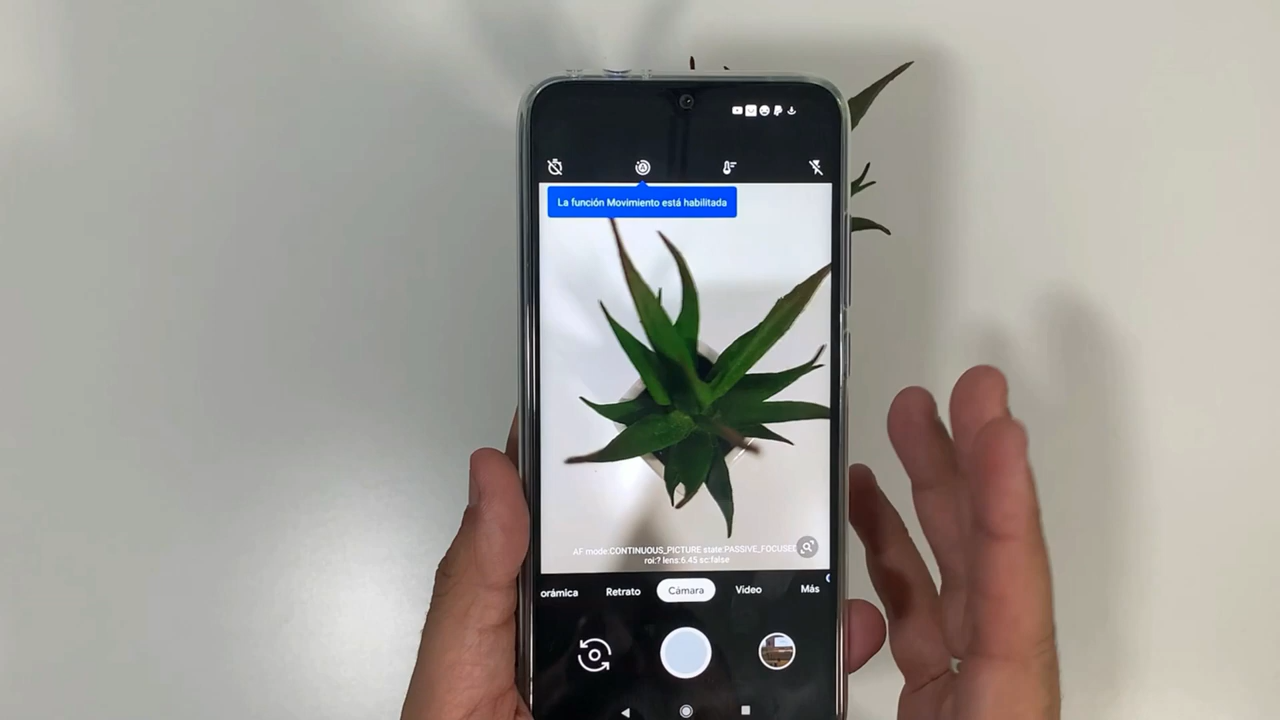 La función Movimiento está habilitada
AF mode:CONTINUOUS_PICTURE state:PASSIVE_FOCUSED
roi:? lens:6.45 sc:false
orámica Retrato Cámara Vídeo Más